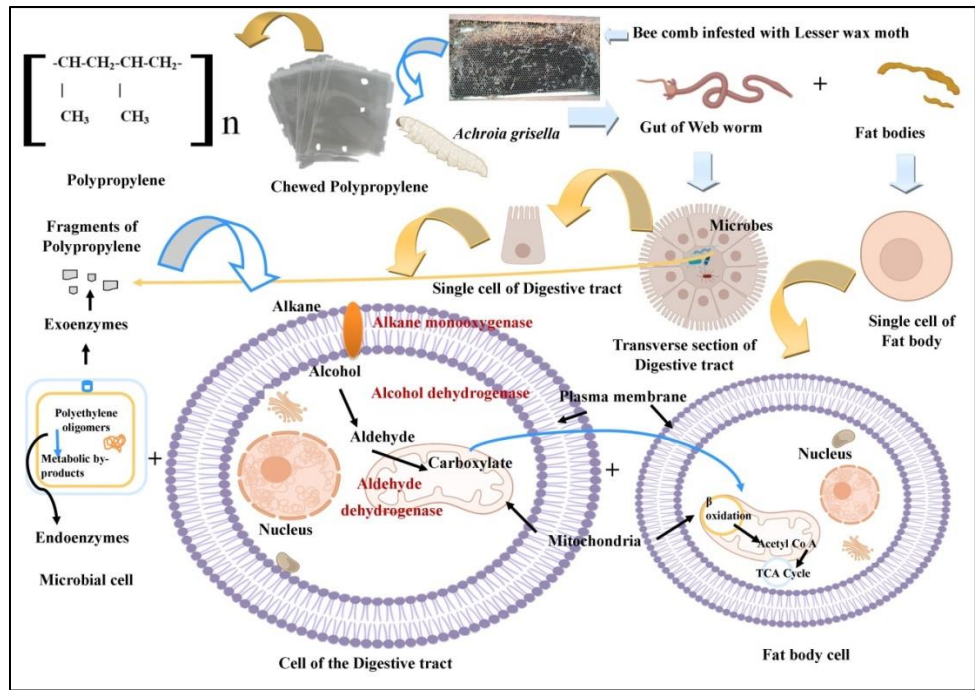 -CH-CH₂-CH-CH₂-
| |
CH₃ CH₃
n
Polypropylene
Chewed Polypropylene
Achroia grisella
Bee comb infested with Lesser wax moth
Gut of Web worm
+
Fat bodies
Fragments of
Polypropylene
Exoenzymes
Single cell of Digestive tract
Microbes
Transverse section of
Digestive tract
Single cell of
Fat body
Alkane
Alkane monooxygenase
Alcohol
Alcohol dehydrogenase
Aldehyde
Carboxylate
Aldehyde
dehydrogenase
Nucleus
Plasma membrane
Mitochondria
Polyethylene
oligomers
Metabolic by-
products
Endoenzymes
Microbial cell
+
+
Cell of the Digestive tract
Nucleus
β
oxidation
Acetyl Co A
TCA Cycle
Fat body cell